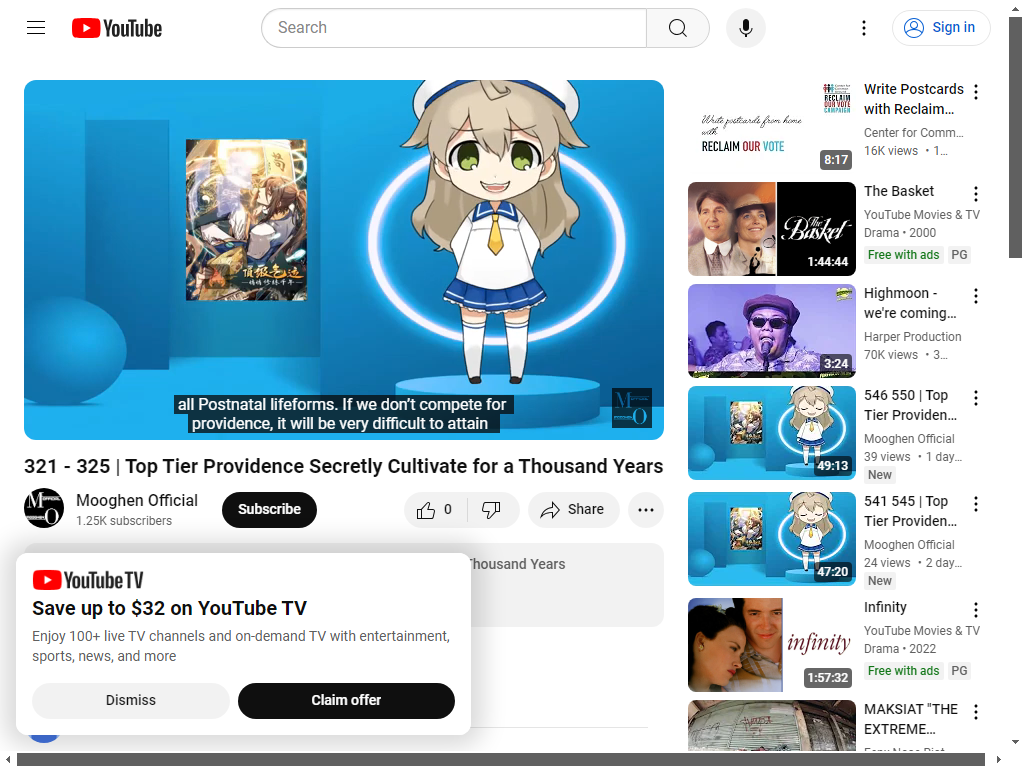 YouTube
Search
Sign in
頂級氣運
悄悄修煉千年
all Postnatal lifeforms. If we don't compete for
providence, it will be very difficult to attain
321 - 325 | Top Tier Providence Secretly Cultivate for a Thousand Years
Mooghen Official
1.25K subscribers
Subscribe
0
Share
Thousand Years
YouTube TV
Save up to $32 on YouTube TV
Enjoy 100+ live TV channels and on-demand TV with entertainment,
sports, news, and more
Dismiss
Claim offer
Write postcards from home
with
RECLAIM OUR VOTE
RECLAIM
OUR VOTE
CAMPAIGN
8:17
Write Postcards
with Reclaim...
Center for Comm...
16K views • 1...
The
Basket
1:44:44
The Basket
YouTube Movies & TV
Drama • 2000
Free with ads
PG
3:24
Highmoon -
we're coming...
Harper Production
70K views • 3...
49:13
546 550 | Top
Tier Providen...
Mooghen Official
39 views • 1 day...
New
47:20
541 545 | Top
Tier Providen...
Mooghen Official
24 views • 2 day...
New
infinity
1:57:32
Infinity
YouTube Movies & TV
Drama • 2022
Free with ads
PG
MAKSIAT "THE
EXTREME...